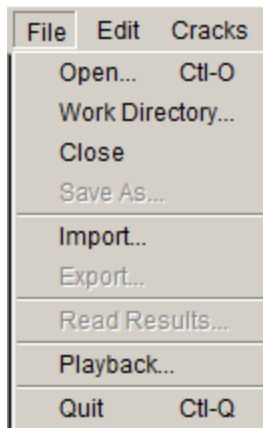 File Edit Cracks
Open... Ctl-O
Work Directory...
Close
Save As...
Import...
Export...
Read Results...
Playback...
Quit Ctl-Q